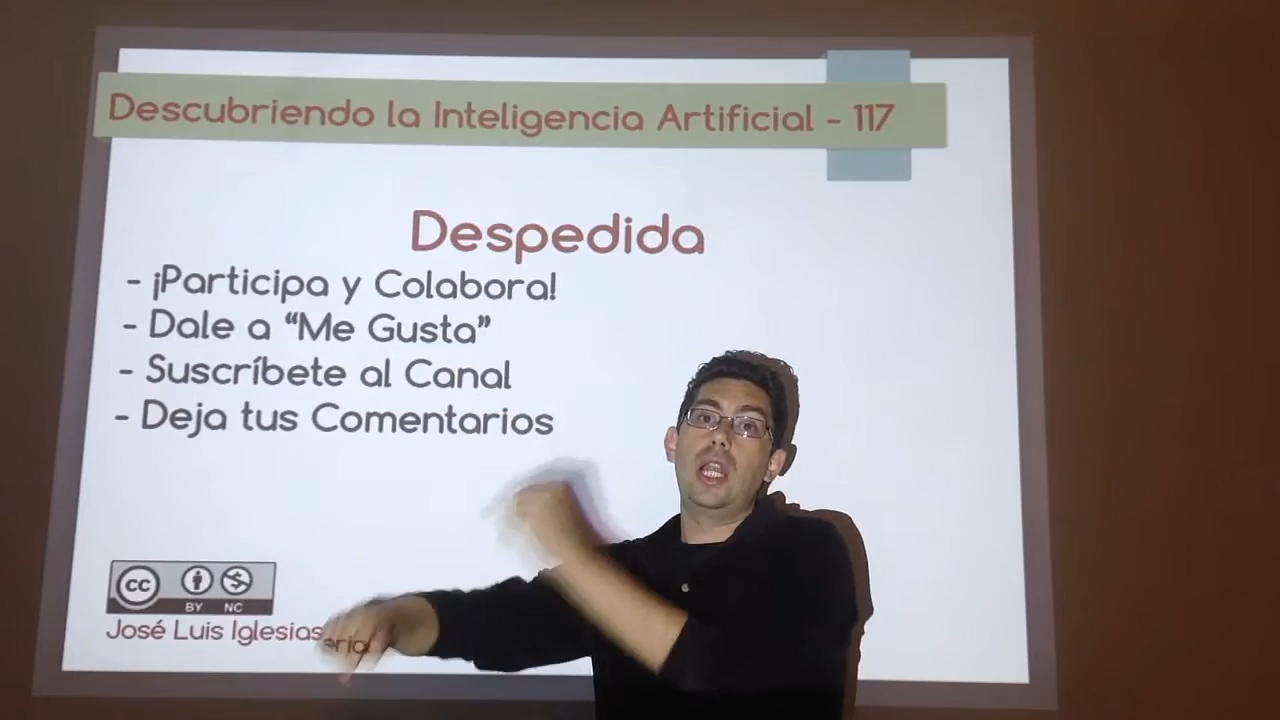 Descubriendo la Inteligencia Artificial - 117
Despedida
- ¡Participa y Colabora!
- Dale a “Me Gusta”
- Suscríbete al Canal
- Deja tus Comentarios
cc
BY NC
José Luis Iglesias